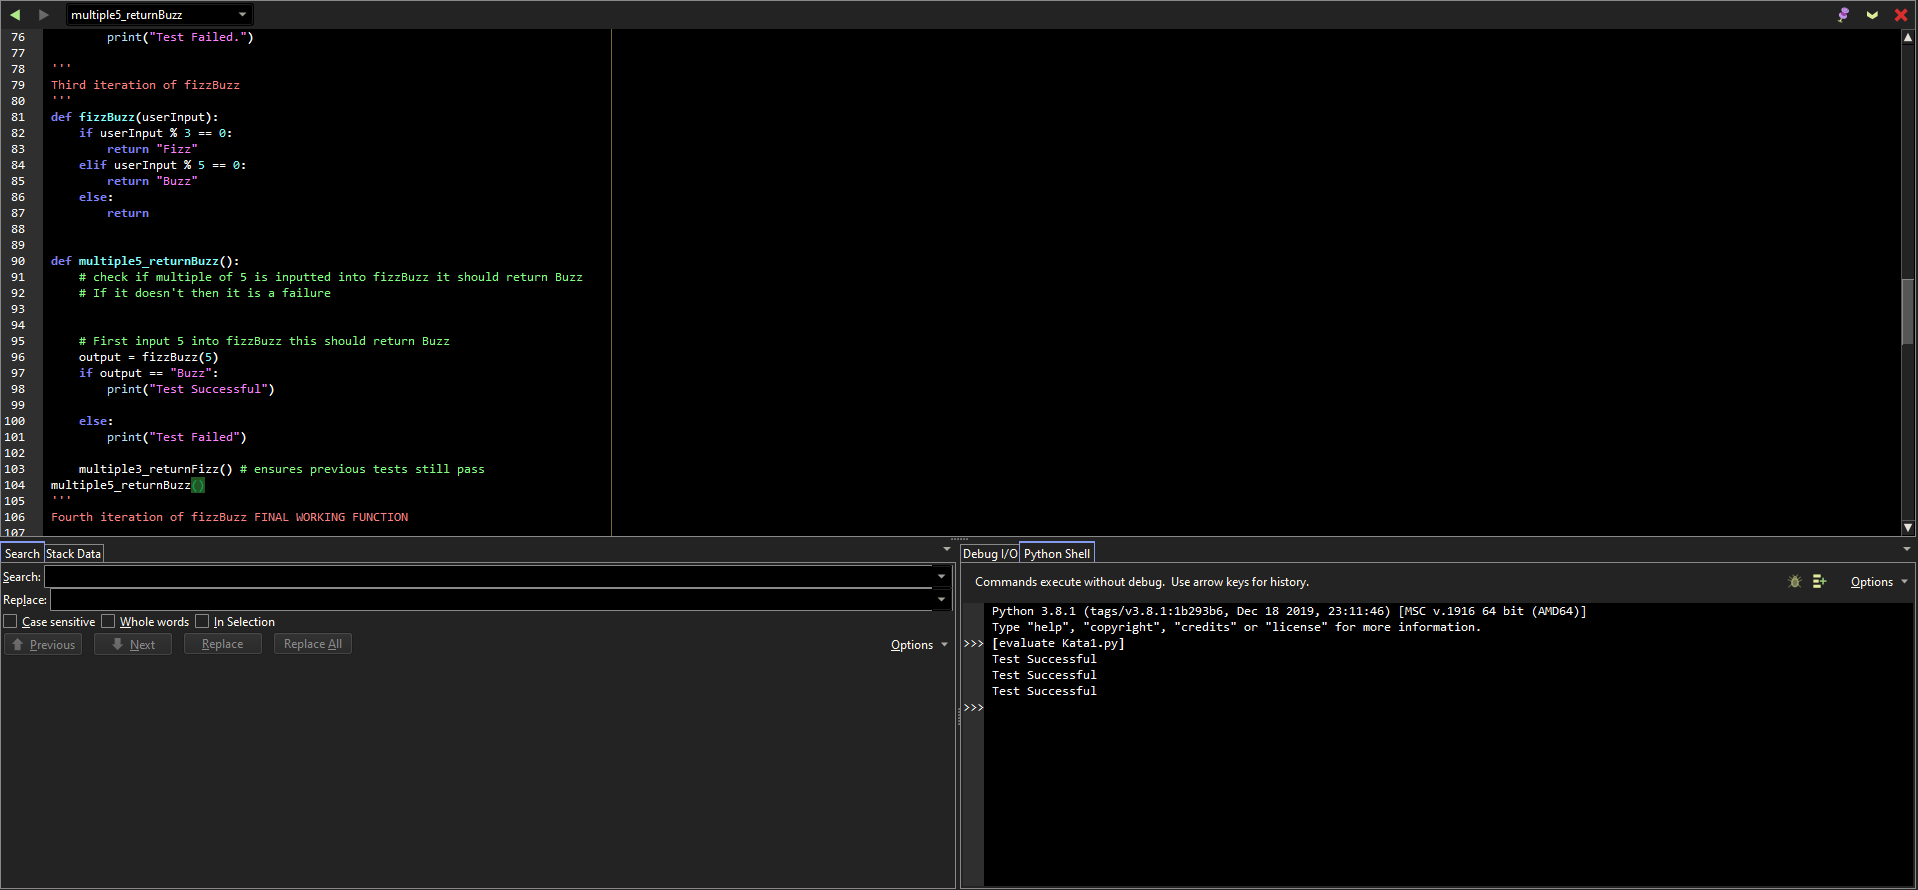 multiple5_returnBuzz
76         print("Test Failed.")
77
78 '''
79 Third iteration of fizzBuzz
80 '''
81 def fizzBuzz(userInput):
82     if userInput % 3 == 0:
83         return "Fizz"
84     elif userInput % 5 == 0:
85         return "Buzz"
86     else:
87         return
88
89
90 def multiple5_returnBuzz():
91     # check if multiple of 5 is inputted into fizzBuzz it should return Buzz
92     # If it doesn't then it is a failure
93
94
95     # First input 5 into fizzBuzz this should return Buzz
96     output = fizzBuzz(5)
97     if output == "Buzz":
98         print("Test Successful")
99
100     else:
101         print("Test Failed")
102
103     multiple3_returnFizz() # ensures previous tests still pass
104 multiple5_returnBuzz()
105 '''
106 Fourth iteration of fizzBuzz FINAL WORKING FUNCTION
107
Search Stack Data
Search:
Replace:
Case sensitive Whole words In Selection
Previous Next Replace Replace All Options
Debug I/O Python Shell
Commands execute without debug. Use arrow keys for history. Options
Python 3.8.1 (tags/v3.8.1:1b293b6, Dec 18 2019, 23:11:46) [MSC v.1916 64 bit (AMD64)]
Type "help", "copyright", "credits" or "license" for more information.
>>> [evaluate Kata1.py]
Test Successful
Test Successful
Test Successful
>>>